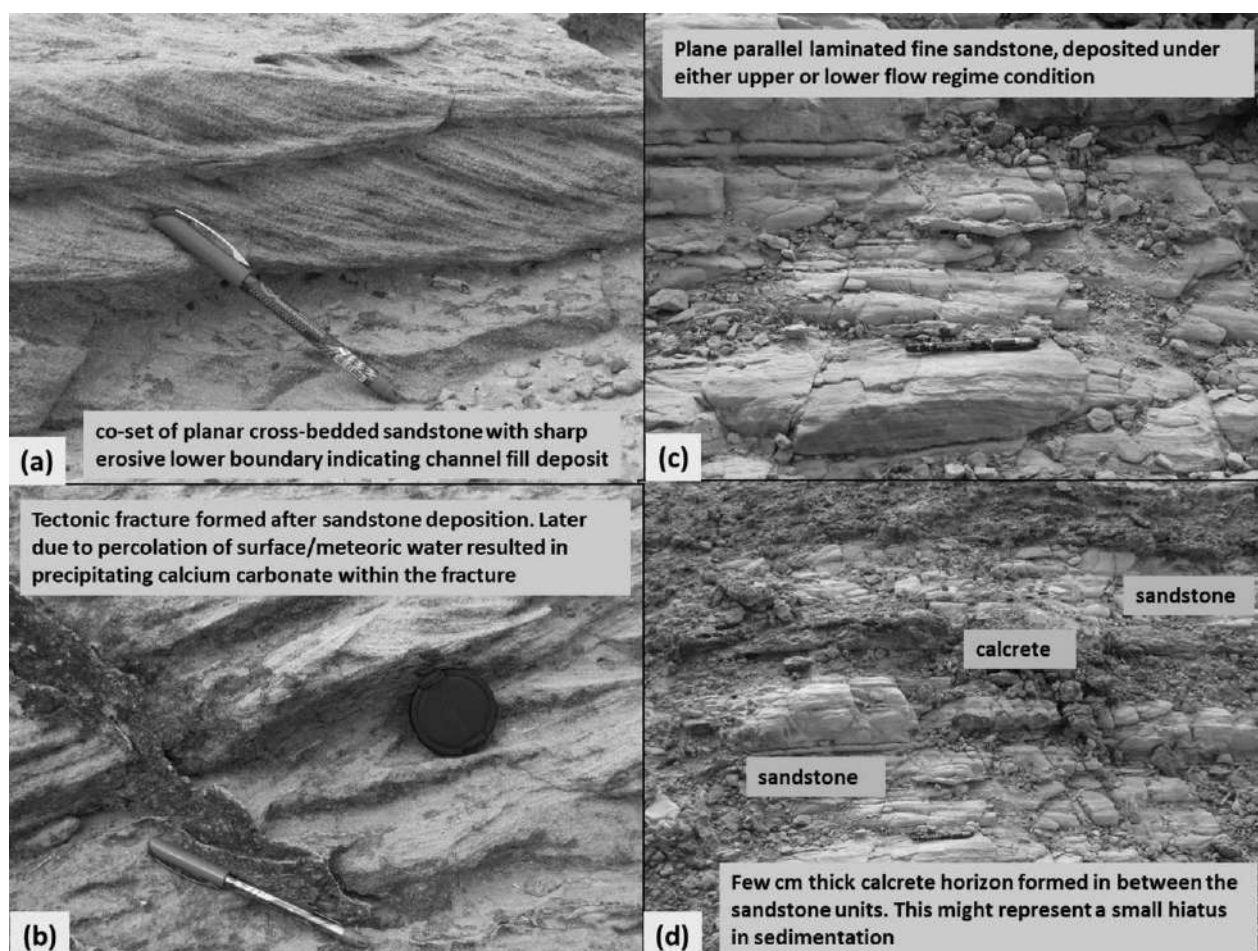 co-set of planar cross-bedded sandstone with sharp
erosive lower boundary indicating channel fill deposit
(a)
Tectonic fracture formed after sandstone deposition. Later
due to percolation of surface/meteoric water resulted in
precipitating calcium carbonate within the fracture
(b)
Plane parallel laminated fine sandstone, deposited under
either upper or lower flow regime condition
(c)
sandstone
calcrete
sandstone
Few cm thick calcrete horizon formed in between the
sandstone units. This might represent a small hiatus
in sedimentation
(d)